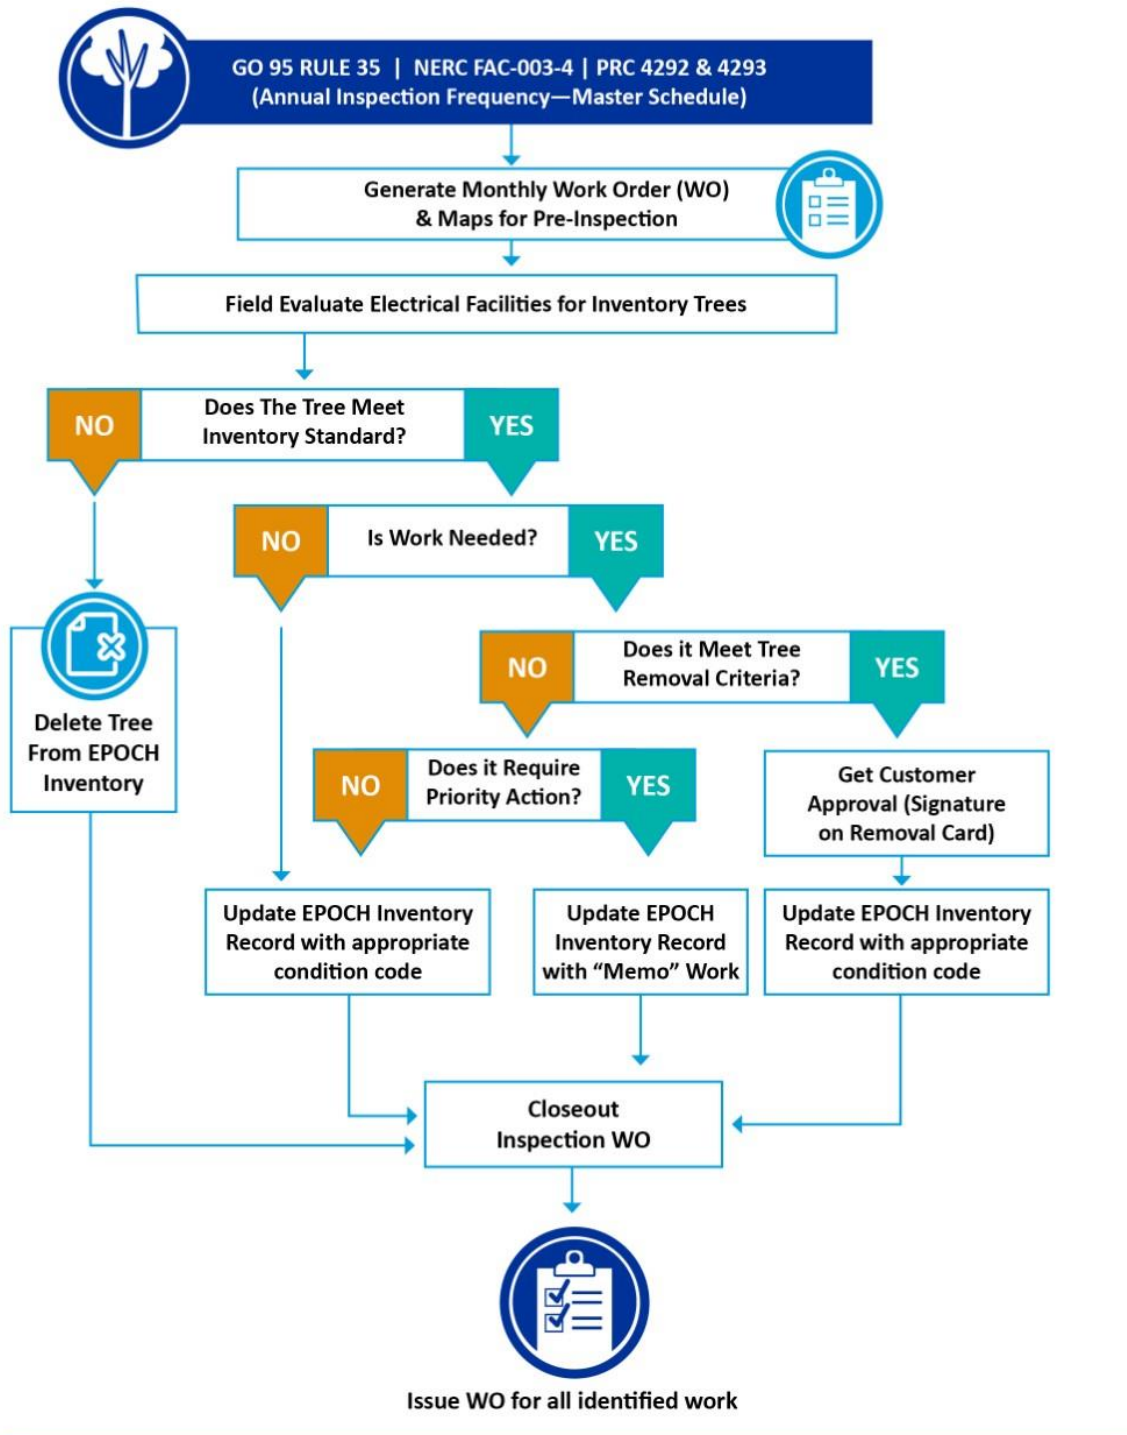 GO 95 RULE 35 | NERC FAC-003-4 | PRC 4292 & 4293
(Annual Inspection Frequency—Master Schedule)
Generate Monthly Work Order (WO)
& Maps for Pre-Inspection
Field Evaluate Electrical Facilities for Inventory Trees
NO
Does The Tree Meet
Inventory Standard?
YES
NO
Is Work Needed?
YES
NO
Does it Meet Tree
Removal Criteria?
YES
Delete Tree
From EPOCH
Inventory
NO
Does it Require
Priority Action?
YES
Get Customer
Approval (Signature
on Removal Card)
Update EPOCH Inventory
Record with appropriate
condition code
Update EPOCH
Inventory Record
with “Memo” Work
Update EPOCH Inventory
Record with appropriate
condition code
Closeout
Inspection WO
Issue WO for all identified work